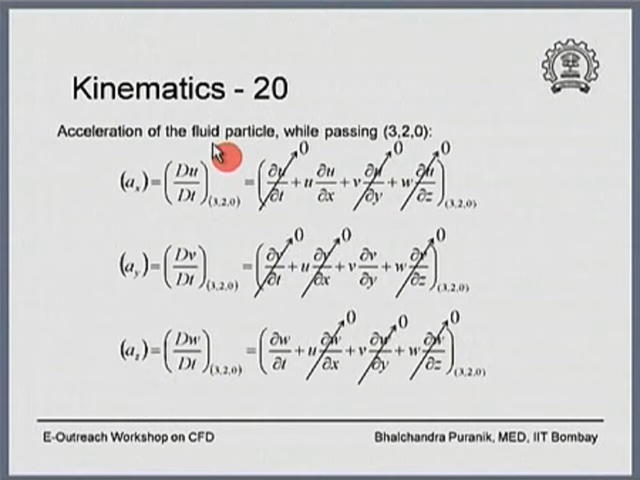 Kinematics - 20
Acceleration of the fluid particle, while passing (3,2,0):
(aₓ) = (Du/Dt)(3,2,0) = (∂u/∂t + u ∂u/∂x + v ∂u/∂y + w ∂u/∂z)(3,2,0) 0 0 0
(a_y) = (Dv/Dt)(3,2,0) = (∂v/∂t + u ∂v/∂x + v ∂v/∂y + w ∂v/∂z)(3,2,0) 0 0 0
(a_z) = (Dw/Dt)(3,2,0) = (∂w/∂t + u ∂w/∂x + v ∂w/∂y + w ∂w/∂z)(3,2,0) 0 0 0
E-Outreach Workshop on CFD
Bhalchandra Puranik, MED, IIT Bombay